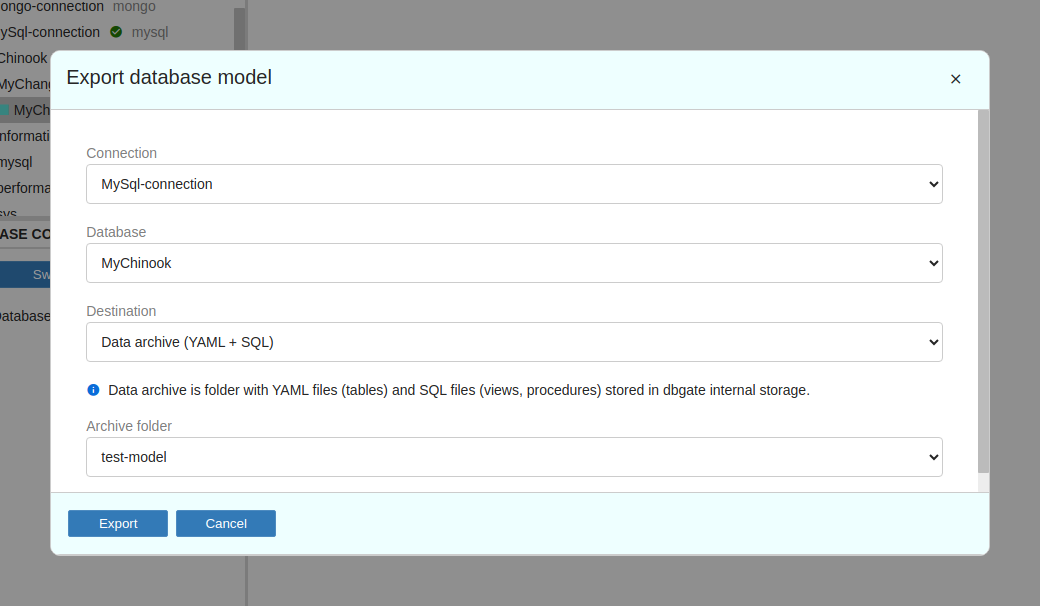 ongo-connection mongo
ySql-connection mysql
Chinook
MyChang
MyCh
nformati
mysql
performa
sys
ASE CO
Sw
Database
Export database model
×
Connection
MySql-connection
Database
MyChinook
Destination
Data archive (YAML + SQL)
Data archive is folder with YAML files (tables) and SQL files (views, procedures) stored in dbgate internal storage.
Archive folder
test-model
Export Cancel